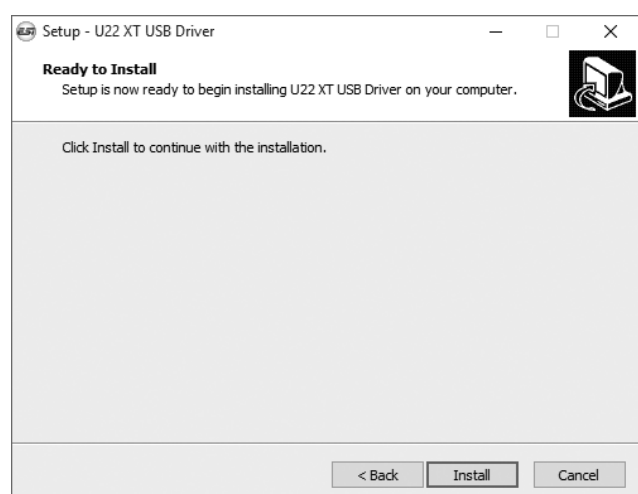 Setup - U22 XT USB Driver
Ready to Install
Setup is now ready to begin installing U22 XT USB Driver on your computer.
Click Install to continue with the installation.
< Back
Install
Cancel